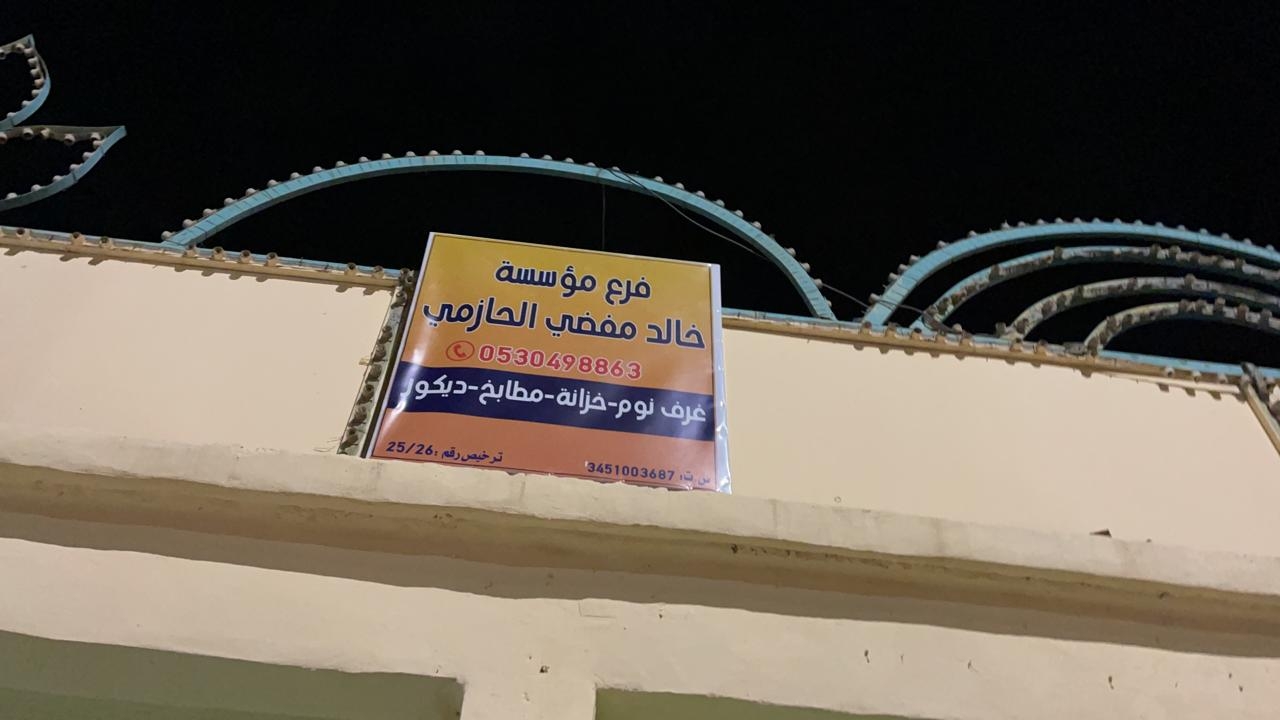 فرع مؤسسة
خالد مفضي الحازمي
0530498863
غرف نوم-خزانة-مطابخ-ديكور
س ت: 3451003687
ترخيص رقم :25/26